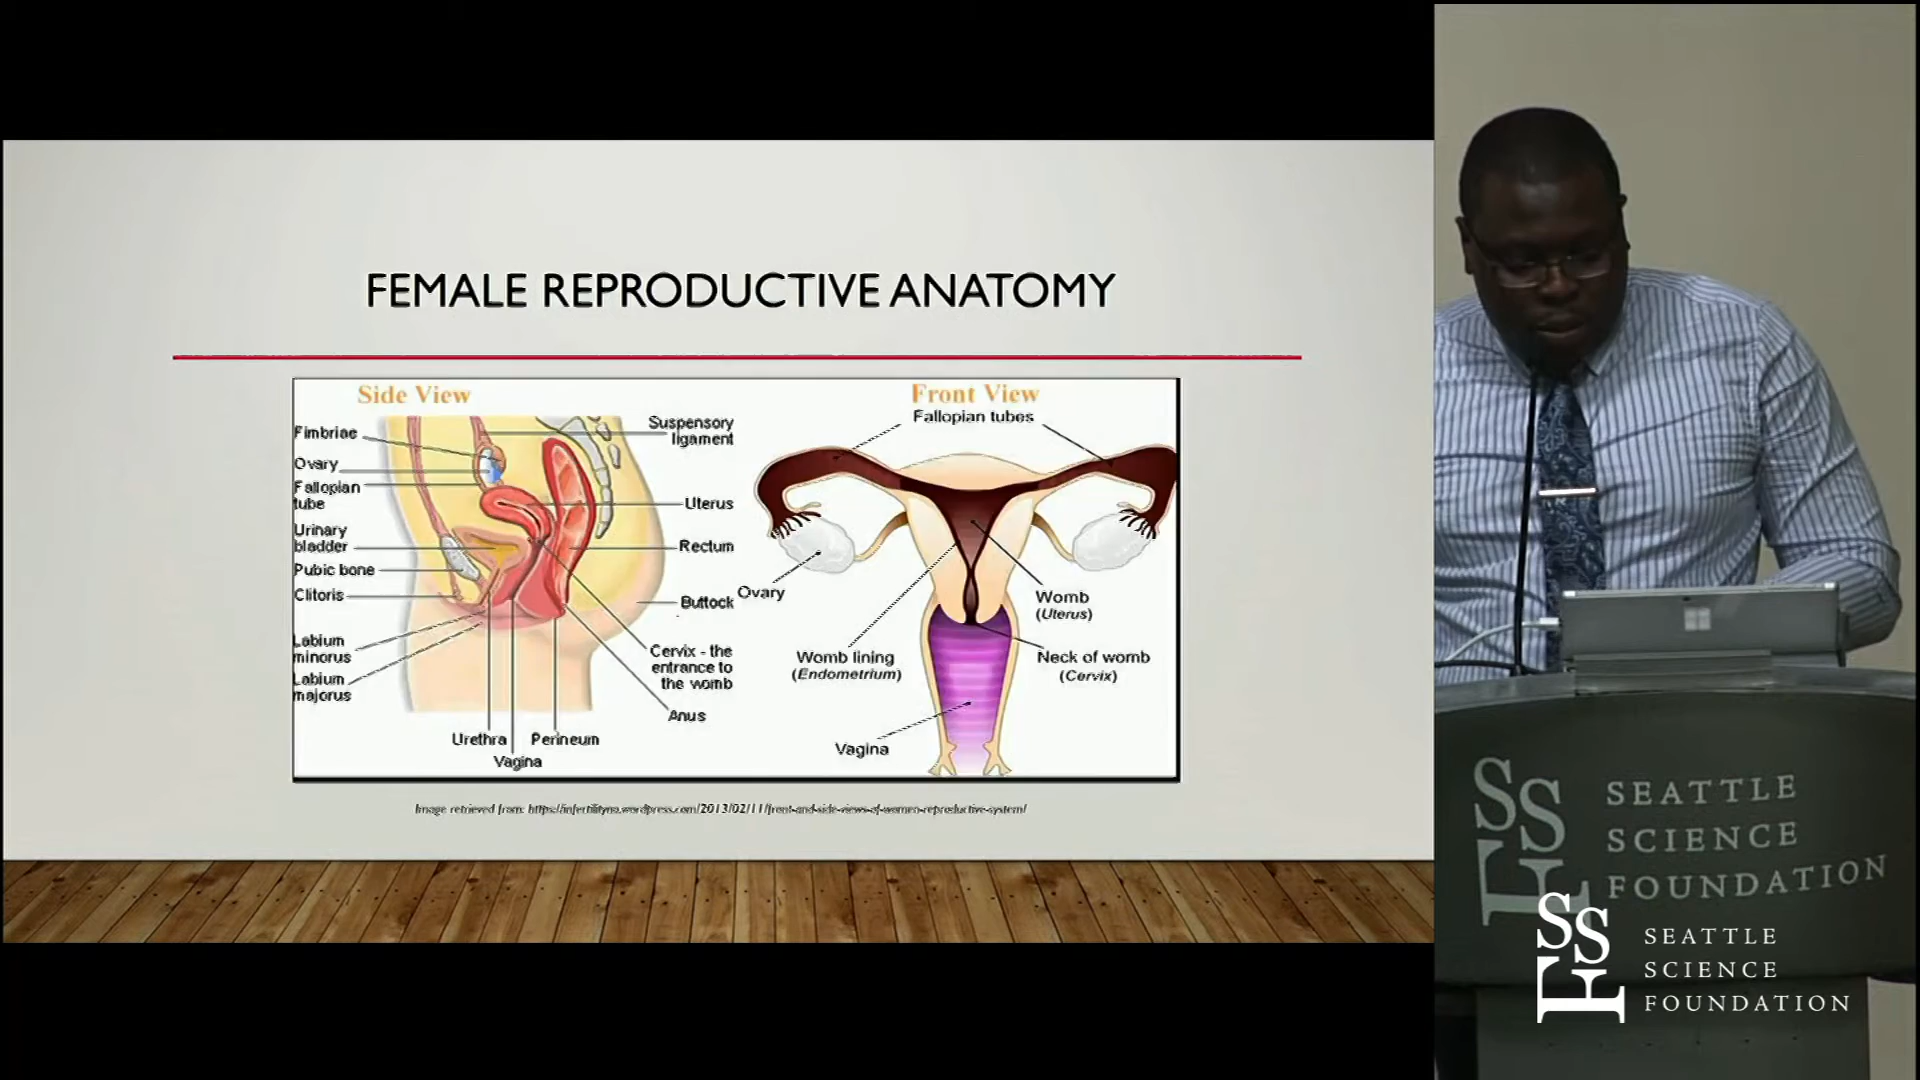 FEMALE REPRODUCTIVE ANATOMY
Side View
Fimbriae
Ovary
Fallopian
tube
Urinary
bladder
Pubic bone
Clitoris
Labium
minorus
Labium
majorus
Urethra
Vagina
Perineum
Suspensory
ligament
Uterus
Rectum
Buttock
Cervix - the
entrance to
the womb
Anus
Front View
Fallopian tubes
Ovary
Womb
(Uterus)
Womb lining
(Endometrium)
Neck of womb
(Cervix)
Vagina
Image retrieved from: https://infertilityno.wordpress.com/2013/02/11/front-and-side-views-of-women-reproductive-system/
SSF
SEATTLE
SCIENCE
FOUNDATION
SSF
SEATTLE
SCIENCE
FOUNDATION